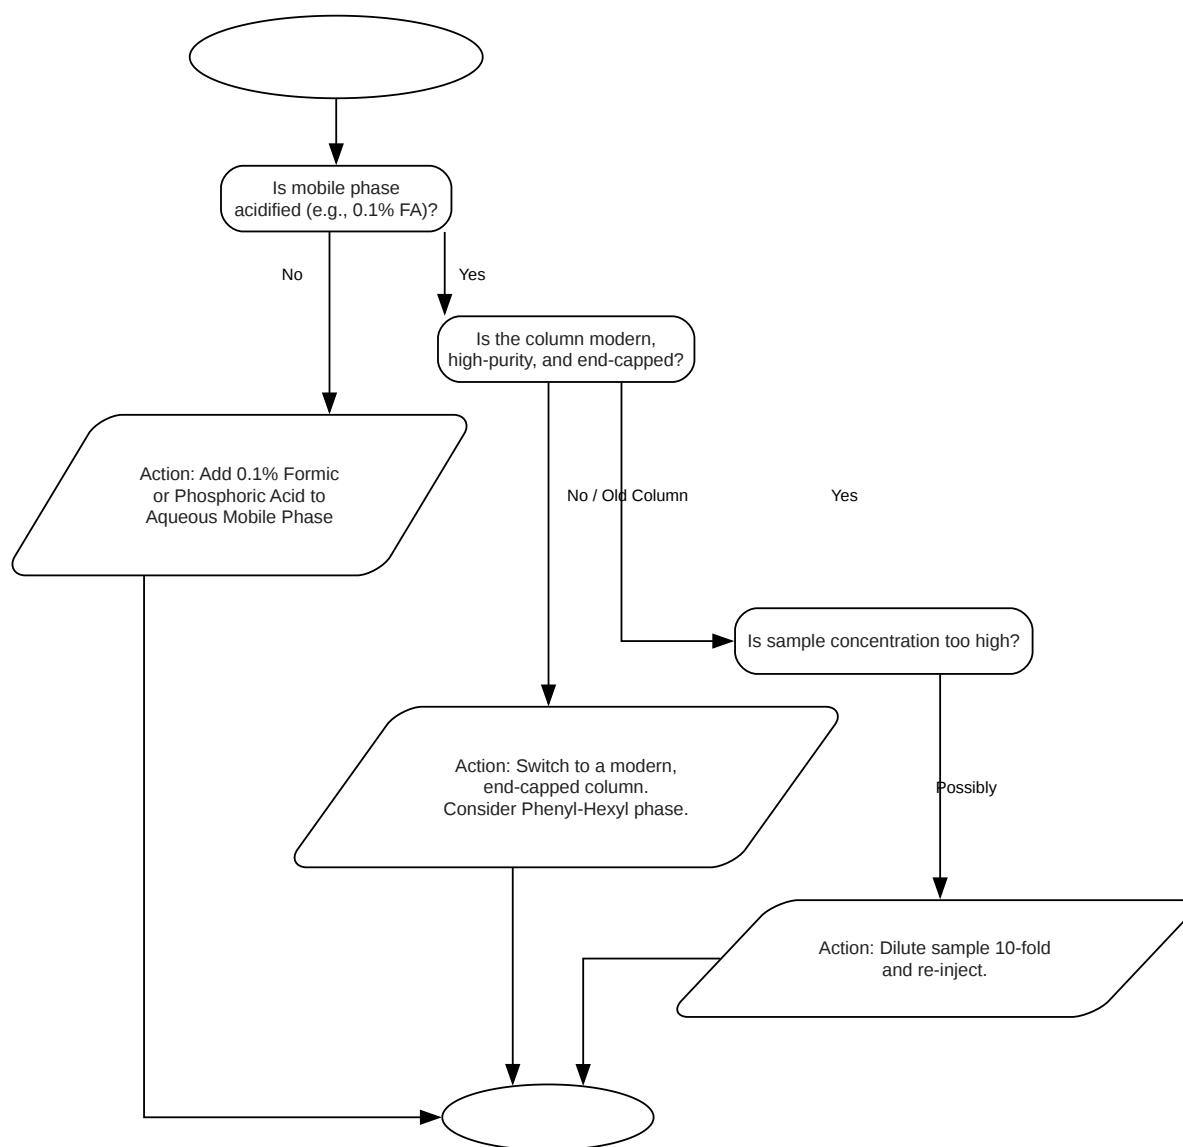 Is mobile phase
acidified (e.g., 0.1% FA)?
No
Yes
Is the column modern,
high-purity, and end-capped?
Action: Add 0.1% Formic
or Phosphoric Acid to
Aqueous Mobile Phase
No / Old Column
Yes
Is sample concentration too high?
Action: Switch to a modern,
end-capped column.
Consider Phenyl-Hexyl phase.
Possibly
Action: Dilute sample 10-fold
and re-inject.